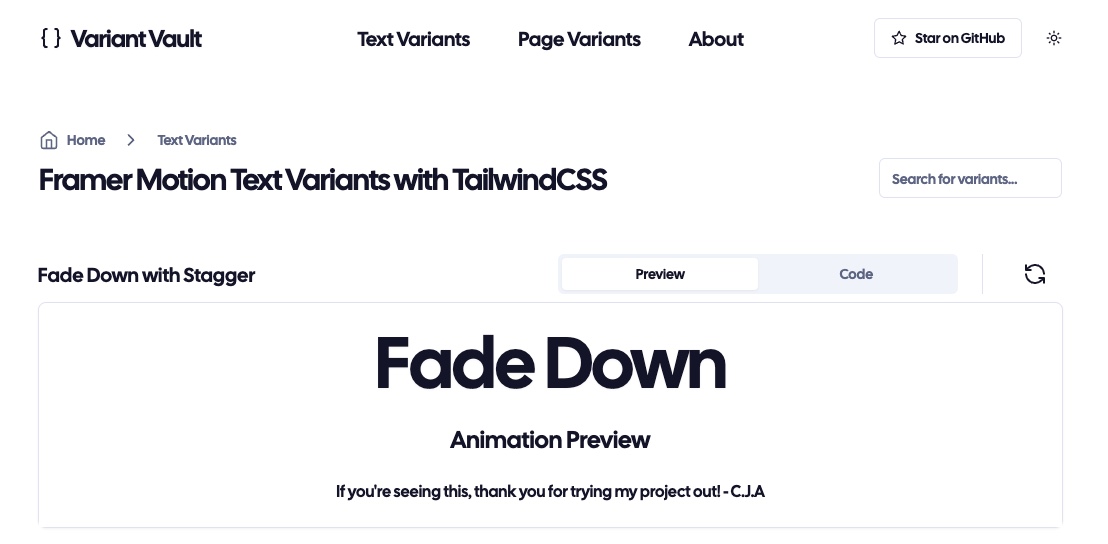 { } Variant Vault
Text Variants
Page Variants
About
Star on GitHub
Home
Text Variants
Framer Motion Text Variants with TailwindCSS
Search for variants...
Fade Down with Stagger
Preview
Code
Fade Down
Animation Preview
If you're seeing this, thank you for trying my project out! - C.J.A